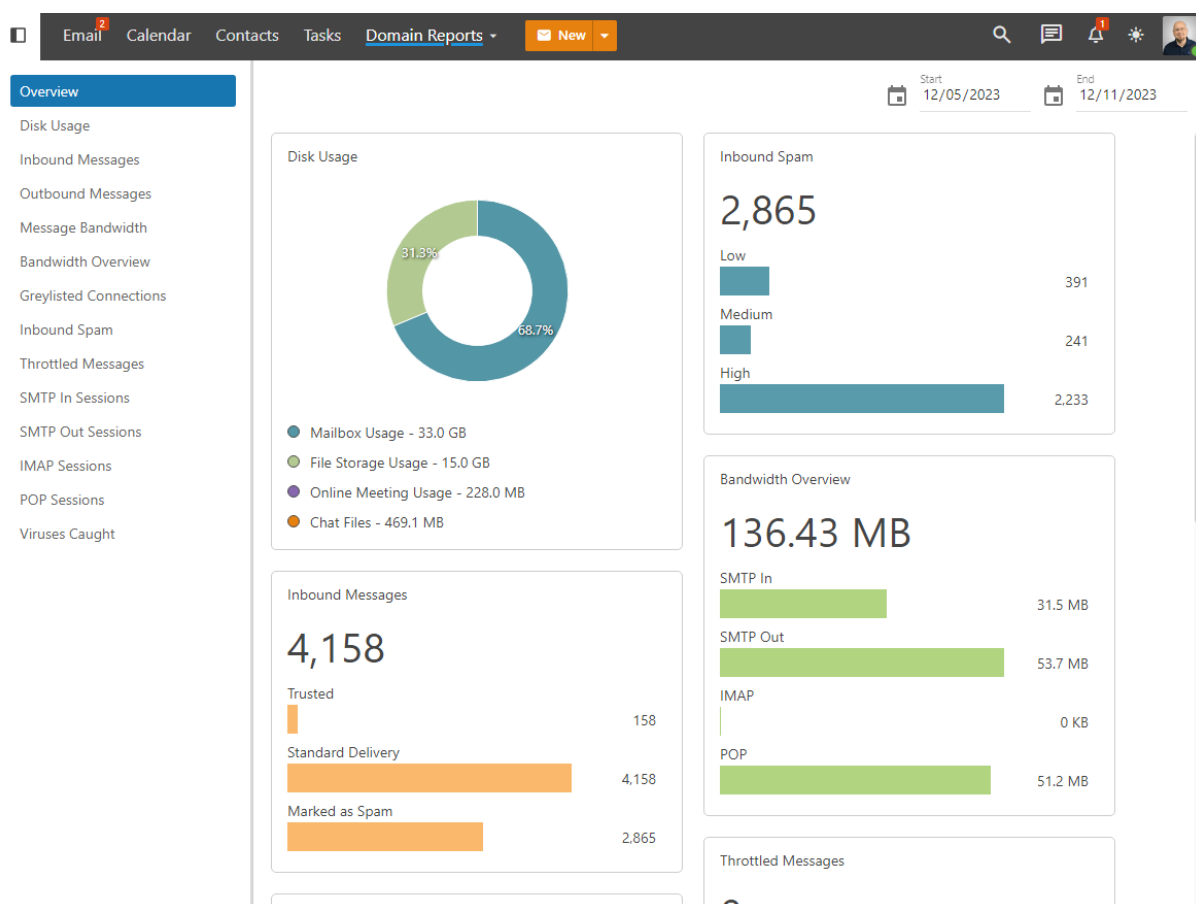 2
1
Email
Calendar
Contacts
Tasks
Domain Reports
New
Overview
Disk Usage
Inbound Messages
Outbound Messages
Message Bandwidth
Bandwidth Overview
Greylisted Connections
Inbound Spam
Throttled Messages
SMTP In Sessions
SMTP Out Sessions
IMAP Sessions
POP Sessions
Viruses Caught
Start
12/05/2023
End
12/11/2023
Disk Usage
31.3%
68.7%
Mailbox Usage - 33.0 GB
File Storage Usage - 15.0 GB
Online Meeting Usage - 228.0 MB
Chat Files - 469.1 MB
Inbound Messages
4,158
Trusted
158
Standard Delivery
4,158
Marked as Spam
2,865
Inbound Spam
2,865
Low
391
Medium
241
High
2,233
Bandwidth Overview
136.43 MB
SMTP In
31.5 MB
SMTP Out
53.7 MB
IMAP
0 KB
POP
51.2 MB
Throttled Messages